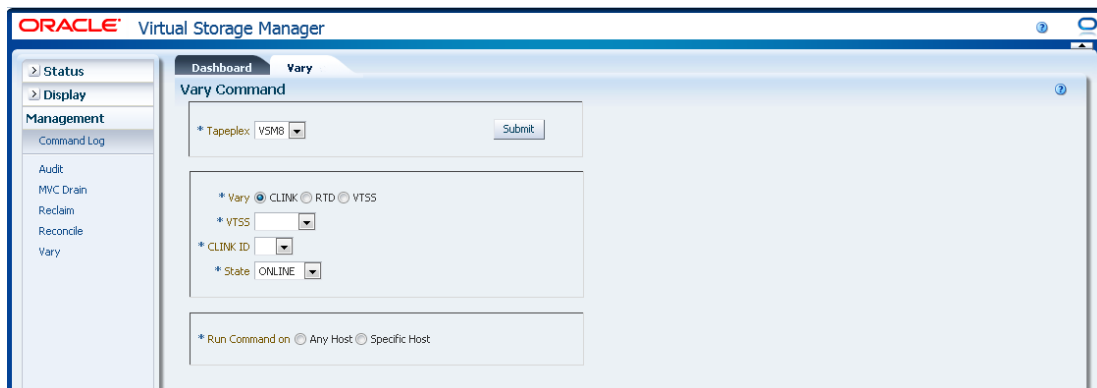 ORACLE Virtual Storage Manager
Status
Display
Management
Command Log
Audit
MVC Drain
Reclaim
Reconcile
Vary
Dashboard Vary
Vary Command
* Tapeplex VSM8 Submit
* Vary CLINK RTD VTSS
* VTSS
* CLINK ID
* State ONLINE
* Run Command on Any Host Specific Host